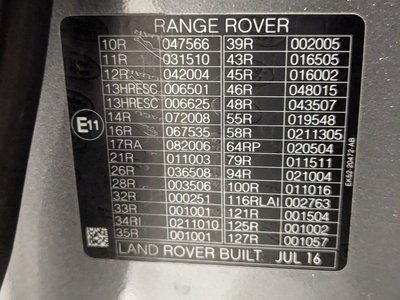 RANGE ROVER
10R 047566 39R 002005
11R 031510 43R 016505
12R 042004 45R 016002
13HRESC 006501 46R 048015
13HRESC 006625 48R 043507
14R 072008 55R 019548
16R 067535 58R 0211305
17RA 082006 64RP 020504
21R 011003 79R 011511
26R 036508 94R 021004
28R 003506 100R 011016
32R 000251 116RLAI 002763
33R 001001 121R 001504
34RI 0211010 125R 001002
35R 001001 127R 001057
LAND ROVER BUILT JUL 16
E11